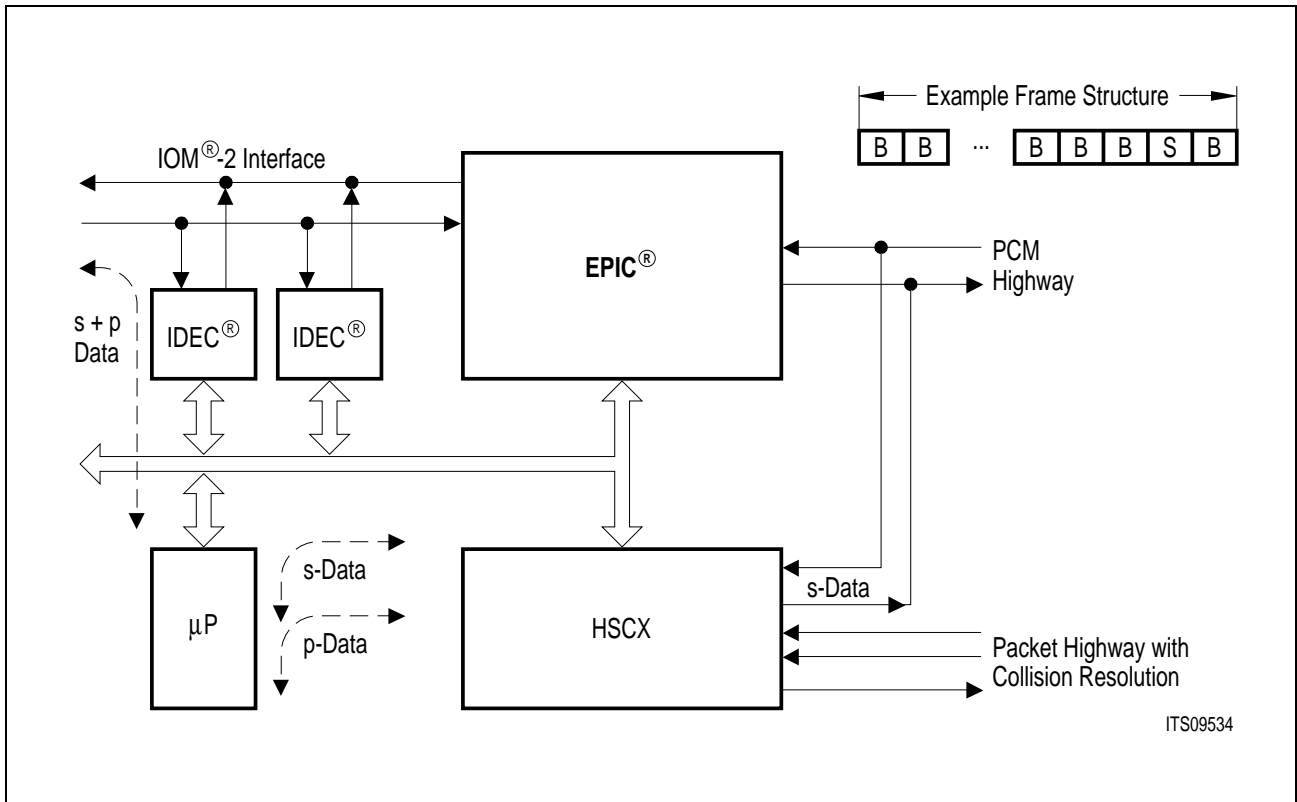 Example Frame Structure
B B ... B B B S B
IOM®-2 Interface
EPIC®
PCM
Highway
s + p
Data
IDEC®
IDEC®
μP
s-Data
p-Data
HSCX
s-Data
Packet Highway with
Collision Resolution
ITS09534